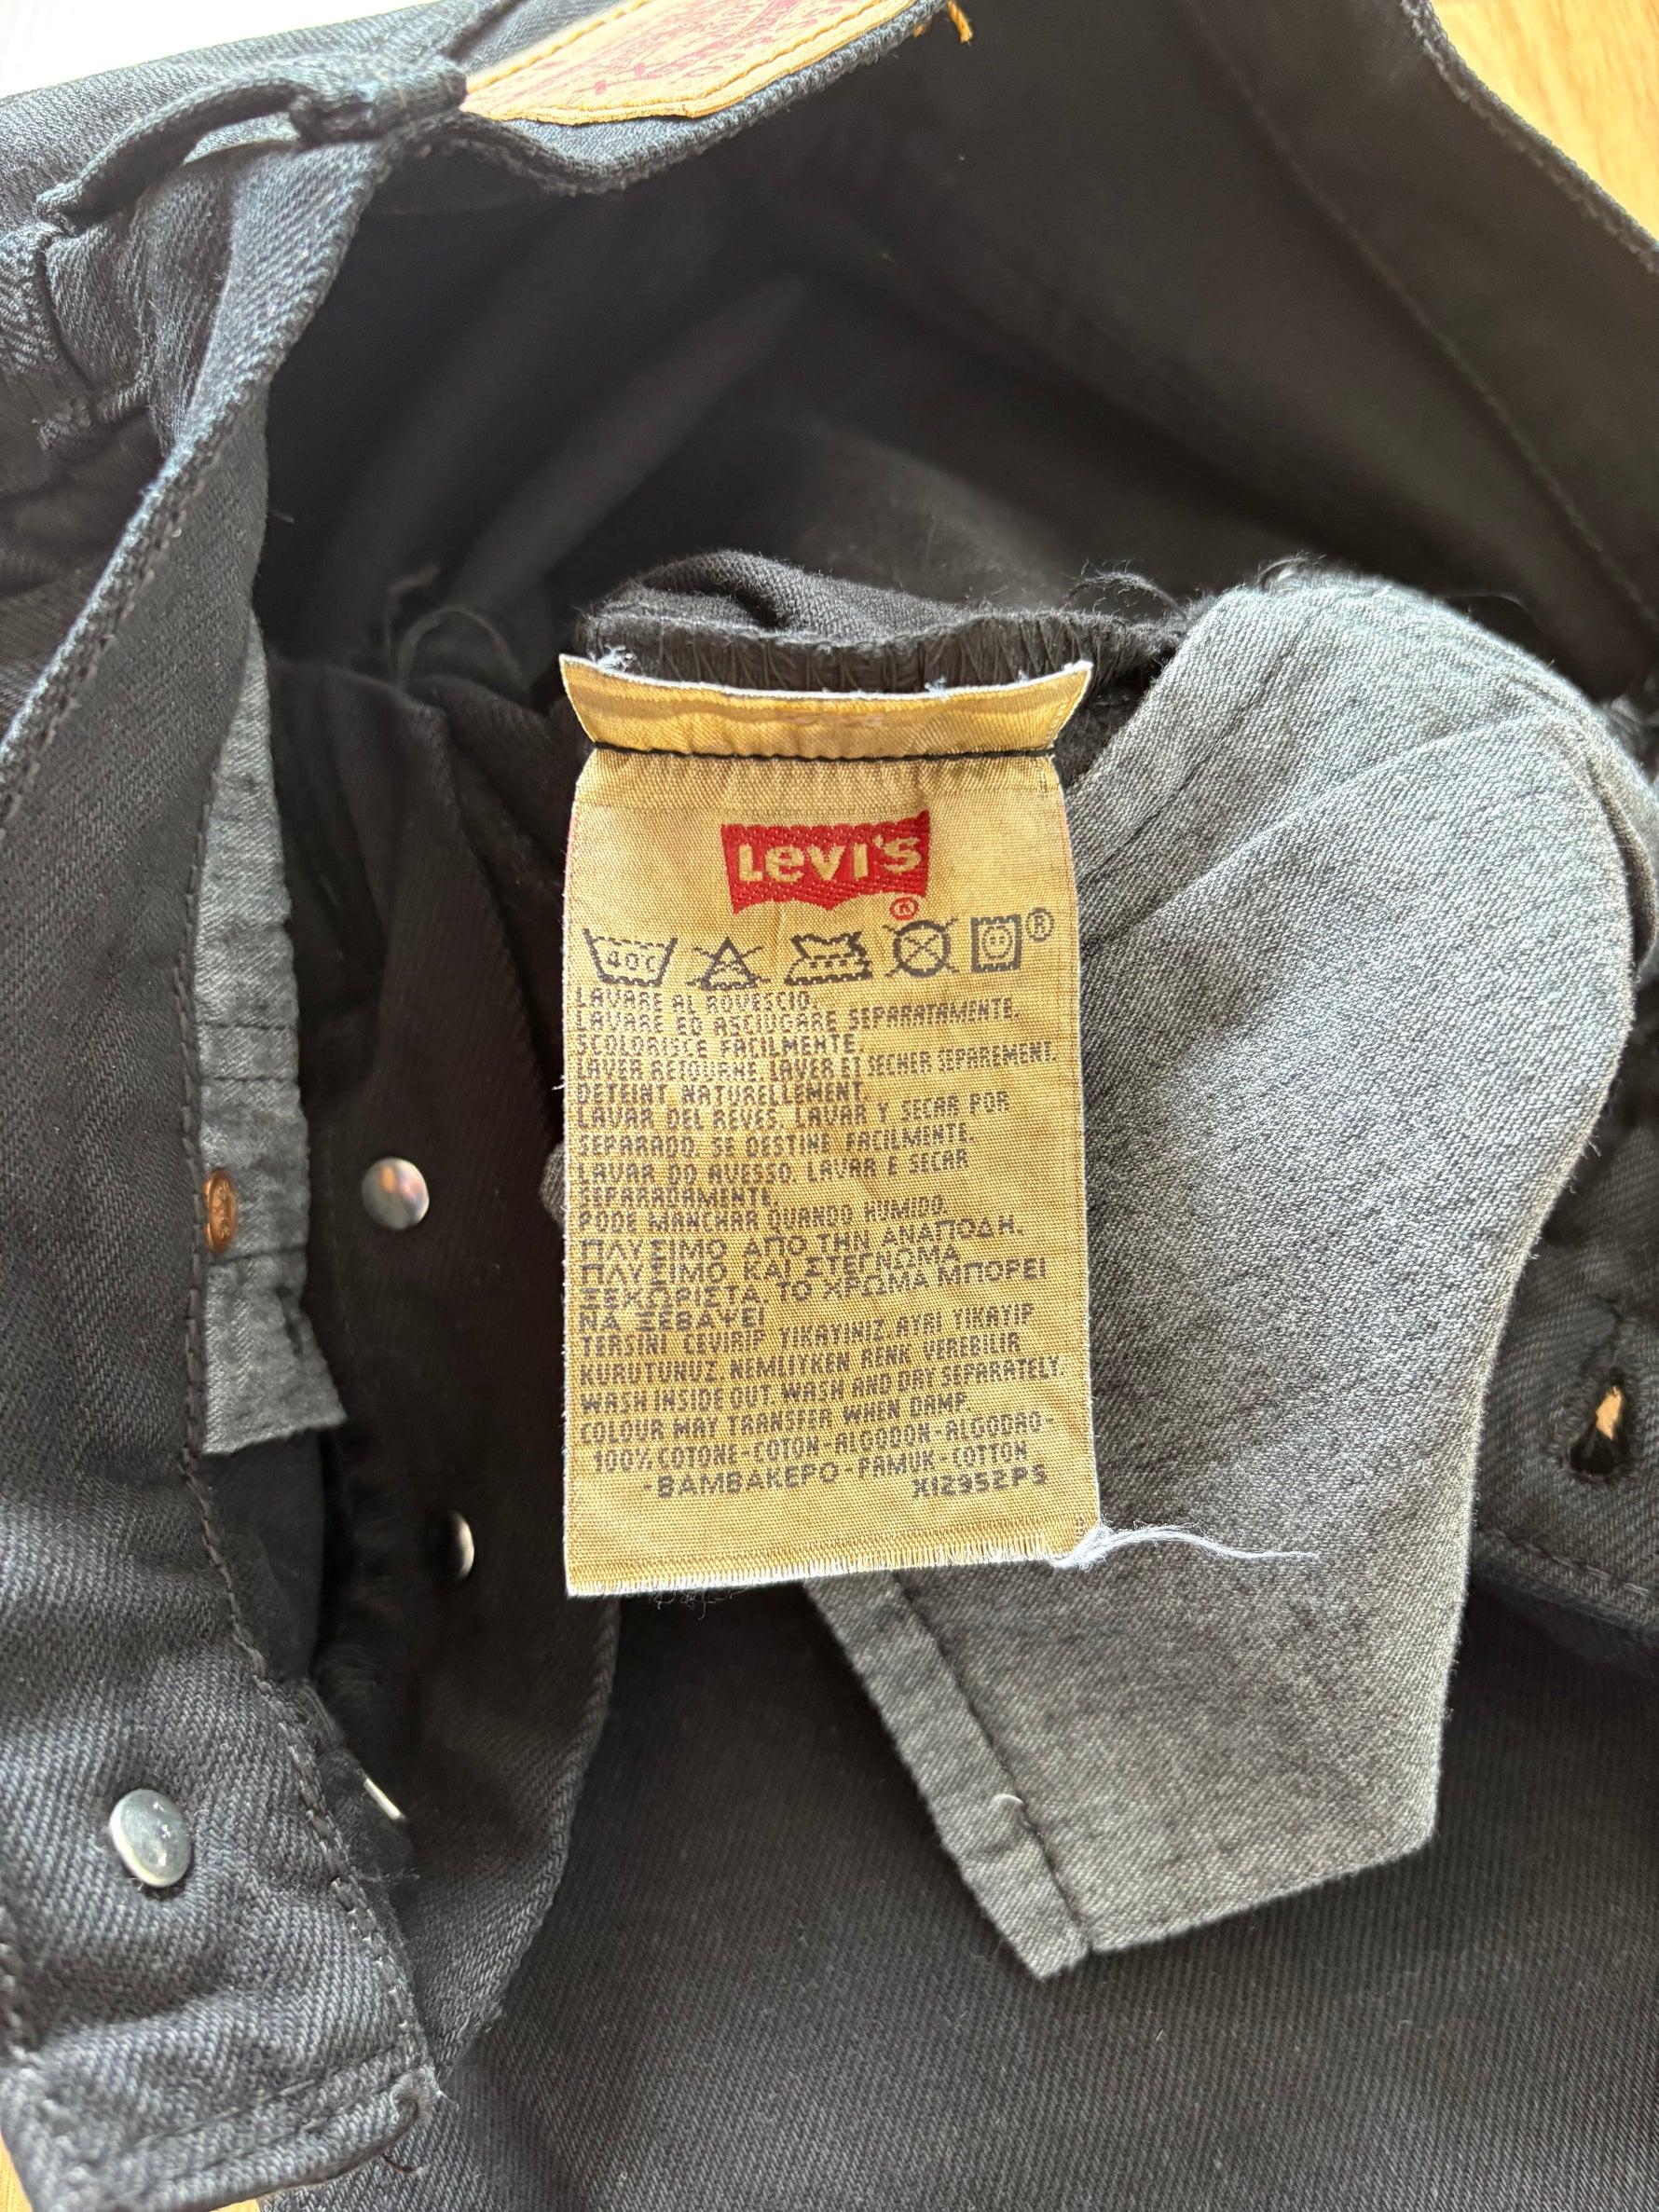 Levi's
®
40°C ®
LAVARE AL ROVESCIO.
LAVARE ED ASCIUGARE SEPARATAMENTE.
SCOLORISCE FACILMENTE.
LAVER RETOURNE. LAVER ET SECHER SEPAREMENT.
DETEINT NATURELLEMENT.
LAVAR DEL REVES. LAVAR Y SECAR POR
SEPARADO. SE DESTINE FACILMENTE.
LAVAR DO AVESSO. LAVAR E SECAR
SEPARADAMENTE.
PODE MANCHAR QUANDO HUMIDO.
ΠΛΥΣΙΜΟ ΑΠΟ ΤΗΝ ΑΝΑΠΟΔΗ.
ΠΛΥΣΙΜΟ ΚΑΙ ΣΤΕΓΝΩΜΑ
ΞΕΧΩΡΙΣΤΑ. ΤΟ ΧΡΩΜΑ ΜΠΟΡΕΙ
ΝΑ ΞΕΒΑΨΕΙ
TERSINI CEVIRIP YIKAYINIZ. AYRI YIKAYIP
KURUTUNUZ. NEMLIYKEN RENK VEREBILIR
WASH INSIDE OUT. WASH AND DRY SEPARATELY.
COLOUR MAY TRANSFER WHEN DAMP.
100% COTONE-COTON-ALGODON-ALGODAO-
-ΒΑΜΒΑΚΕΡΟ-PAMUK-COTTON
X12952PS